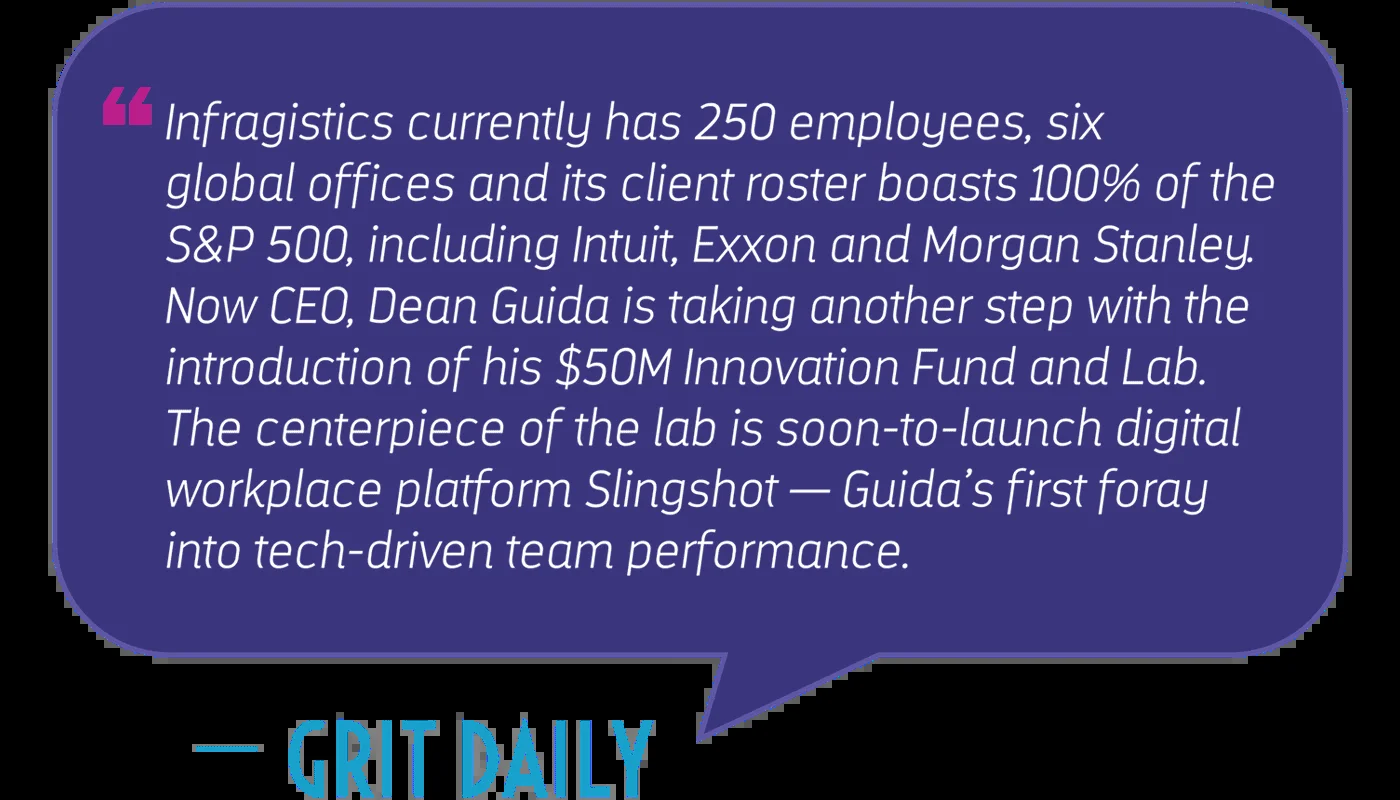 “ Infragistics currently has 250 employees, six
global offices and its client roster boasts 100% of the
S&P 500, including Intuit, Exxon and Morgan Stanley.
Now CEO, Dean Guida is taking another step with the
introduction of his $50M Innovation Fund and Lab.
The centerpiece of the lab is soon-to-launch digital
workplace platform Slingshot — Guida’s first foray
into tech-driven team performance.
— GRIT DAILY